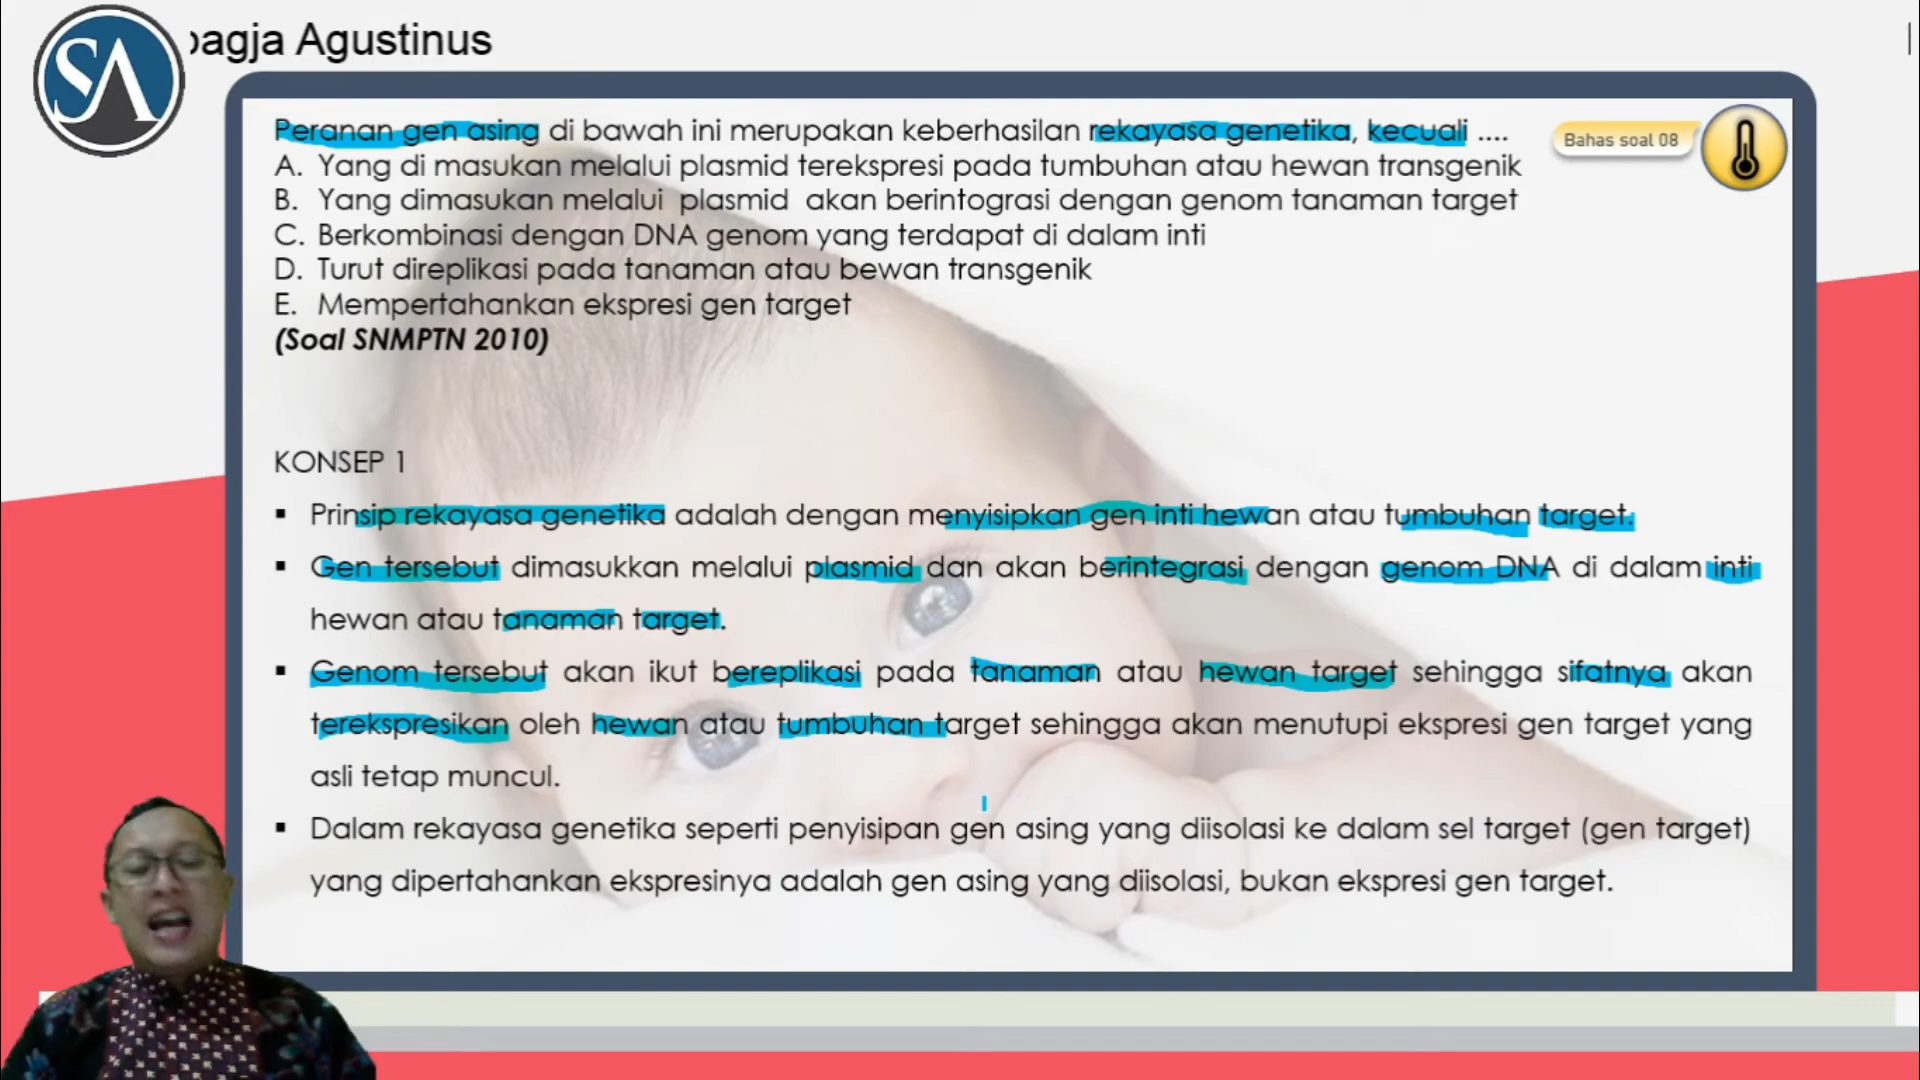 SA
bagja Agustinus
Peranan gen asing di bawah ini merupakan keberhasilan rekayasa genetika, kecuali ....
Bahas soal 08
A. Yang di masukan melalui plasmid terekspresi pada tumbuhan atau hewan transgenik
B. Yang dimasukan melalui plasmid akan berintograsi dengan genom tanaman target
C. Berkombinasi dengan DNA genom yang terdapat di dalam inti
D. Turut direplikasi pada tanaman atau bewan transgenik
E. Mempertahankan ekspresi gen target
(Soal SNMPTN 2010)
KONSEP 1
▪ Prinsip rekayasa genetika adalah dengan menyisipkan gen inti hewan atau tumbuhan target.
▪ Gen tersebut dimasukkan melalui plasmid dan akan berintegrasi dengan genom DNA di dalam inti
hewan atau tanaman target.
▪ Genom tersebut akan ikut bereplikasi pada tanaman atau hewan target sehingga sifatnya akan
terekspresikan oleh hewan atau tumbuhan target sehingga akan menutupi ekspresi gen target yang
asli tetap muncul.
▪ Dalam rekayasa genetika seperti penyisipan gen asing yang diisolasi ke dalam sel target (gen target)
yang dipertahankan ekspresinya adalah gen asing yang diisolasi, bukan ekspresi gen target.